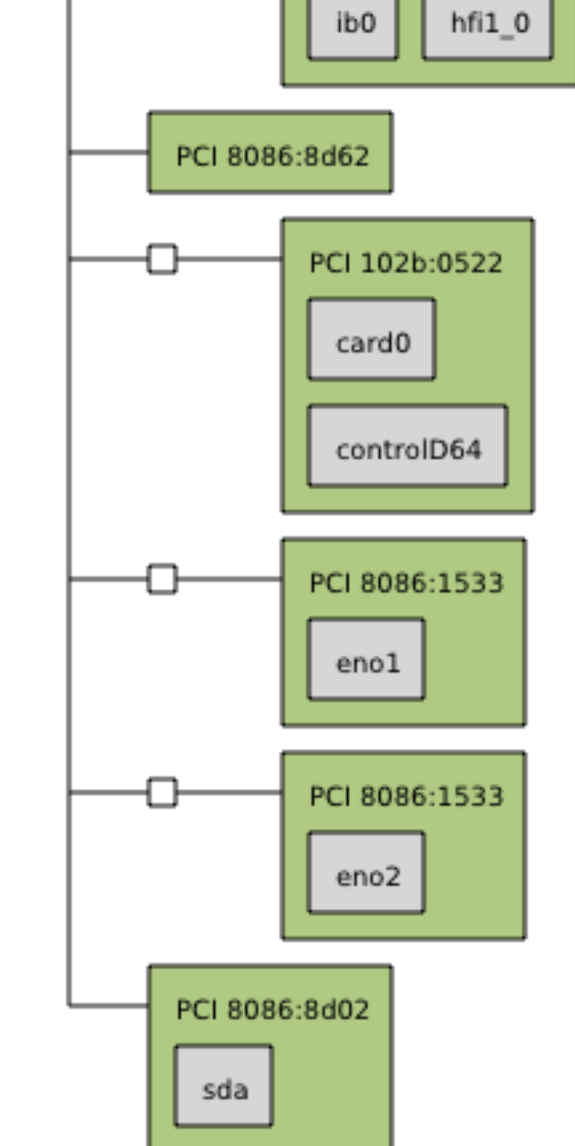 ib0 hfi1_0
PCI 8086:8d62
PCI 102b:0522
card0
controlD64
PCI 8086:1533
eno1
PCI 8086:1533
eno2
PCI 8086:8d02
sda